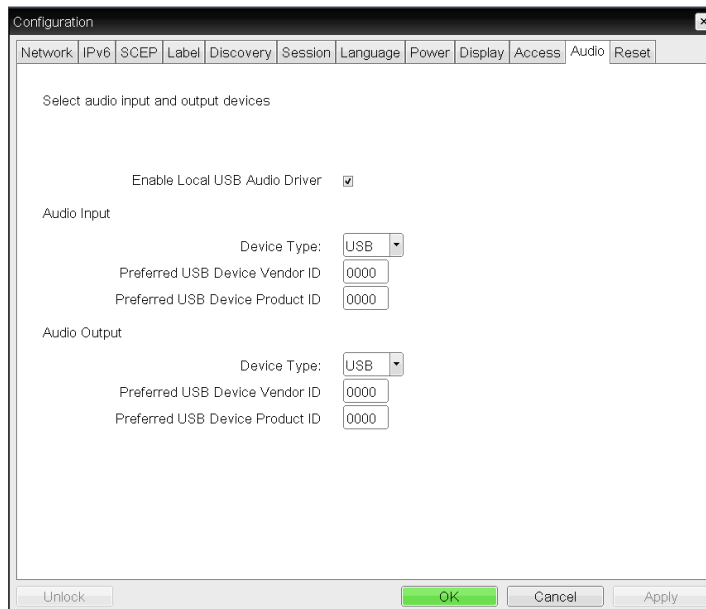 Configuration
Network IPv6 SCEP Label Discovery Session Language Power Display Access Audio Reset
Select audio input and output devices
Enable Local USB Audio Driver
Audio Input
Device Type: USB
Preferred USB Device Vendor ID 0000
Preferred USB Device Product ID 0000
Audio Output
Device Type: USB
Preferred USB Device Vendor ID 0000
Preferred USB Device Product ID 0000
Unlock OK Cancel Apply